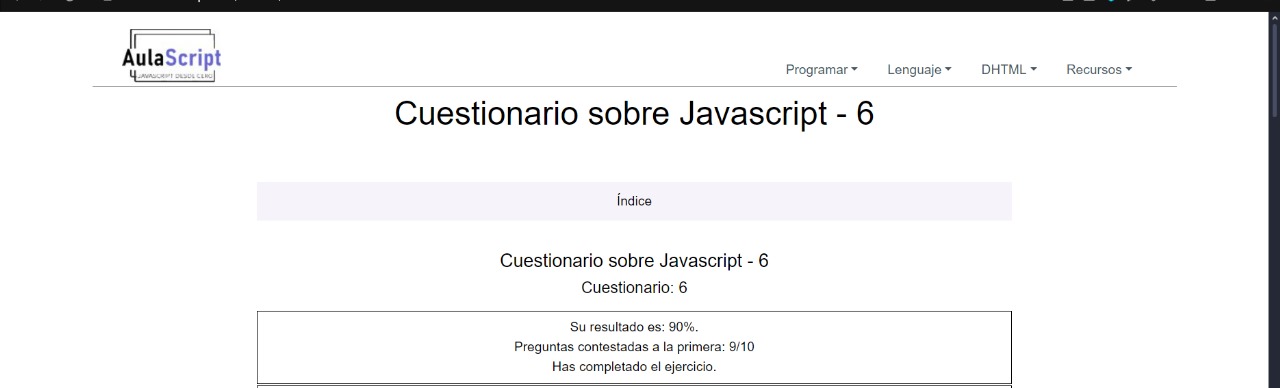 AulaScript
JAVASCRIPT DESDE CERO
Programar Lenguaje DHTML Recursos
Cuestionario sobre Javascript - 6
Índice
Cuestionario sobre Javascript - 6
Cuestionario: 6
Su resultado es: 90%.
Preguntas contestadas a la primera: 9/10
Has completado el ejercicio.